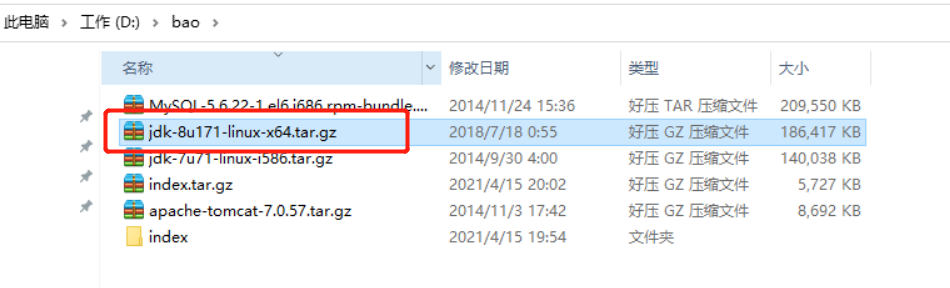 此电脑 > 工作 (D:) > bao >
名称 修改日期 类型 大小
MySQL-5.6.22-1.el6.i686.rpm-bundle.... 2014/11/24 15:36 好压 TAR 压缩文件 209,550 KB
jdk-8u171-linux-x64.tar.gz 2018/7/18 0:55 好压 GZ 压缩文件 186,417 KB
jdk-7u71-linux-i586.tar.gz 2014/9/30 4:00 好压 GZ 压缩文件 140,038 KB
index.tar.gz 2021/4/15 20:02 好压 GZ 压缩文件 5,727 KB
apache-tomcat-7.0.57.tar.gz 2014/11/3 17:42 好压 GZ 压缩文件 8,692 KB
index 2021/4/15 19:54 文件夹